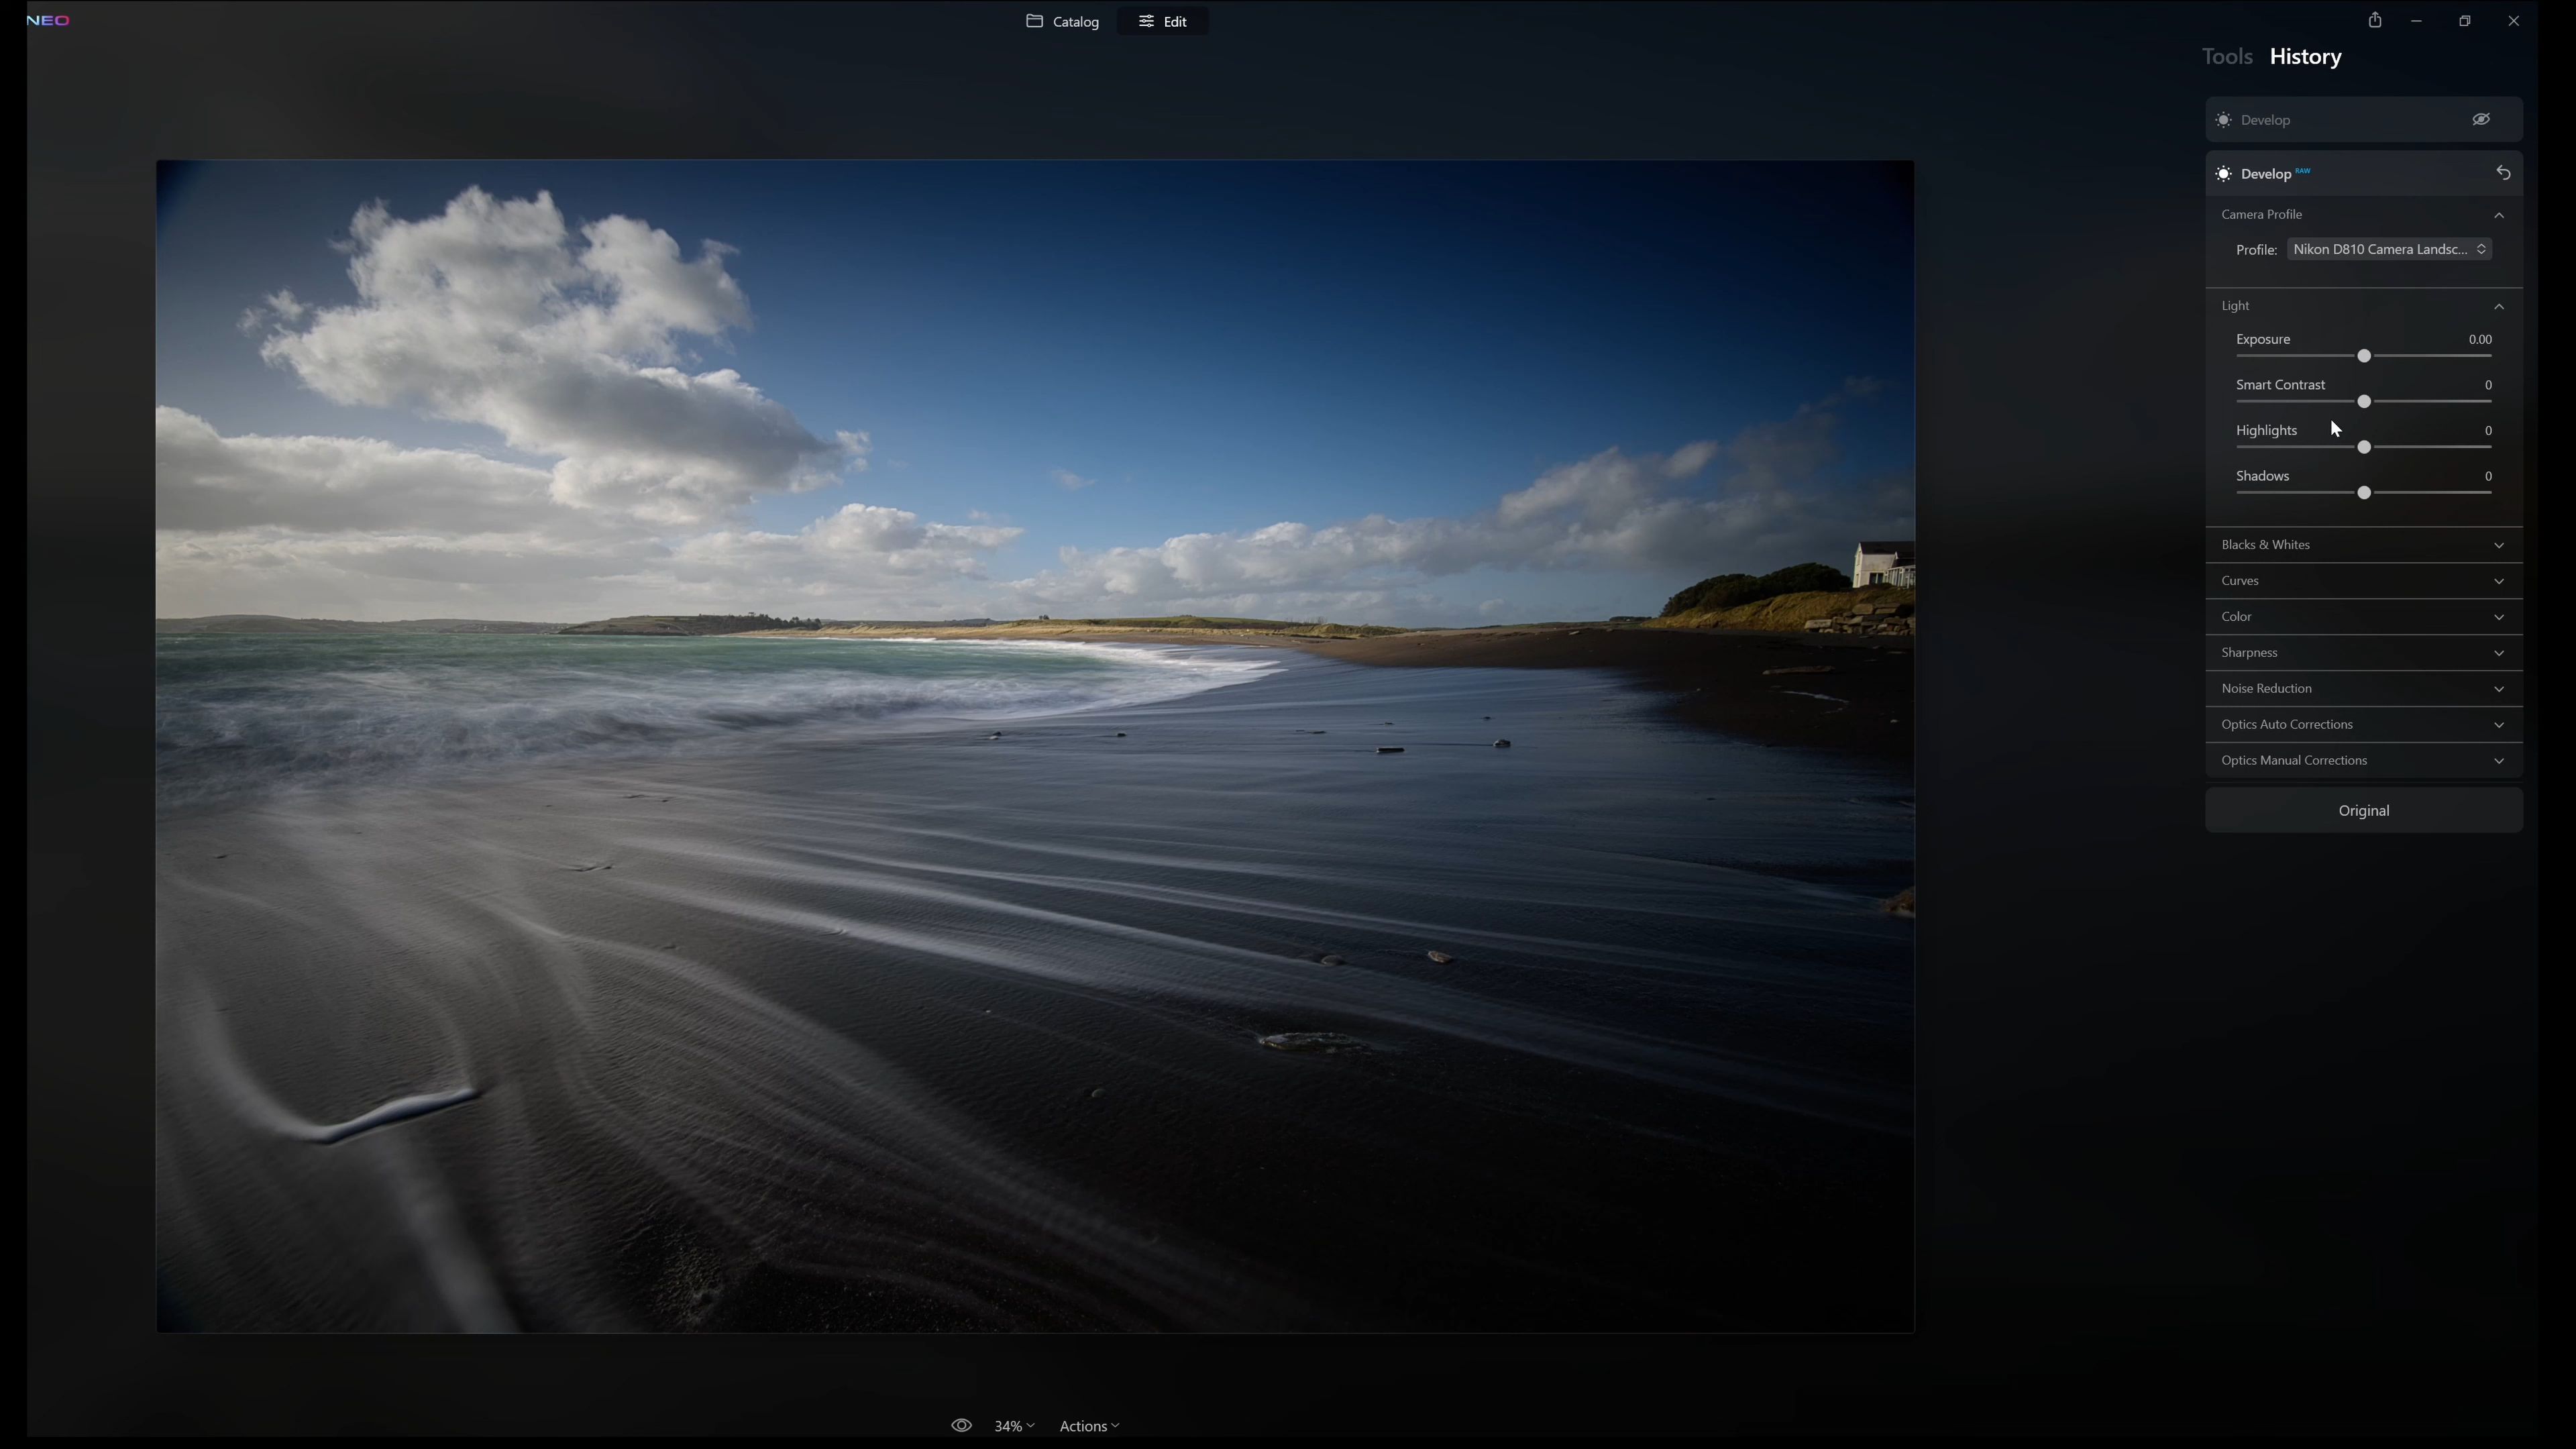 NEO
Catalog
Edit
Tools History
Develop
Develop RAW
Camera Profile
Profile: Nikon D810 Camera Landsc...
Light
Exposure 0.00
Smart Contrast 0
Highlights 0
Shadows 0
Blacks & Whites
Curves
Color
Sharpness
Noise Reduction
Optics Auto Corrections
Optics Manual Corrections
Original
34%
Actions